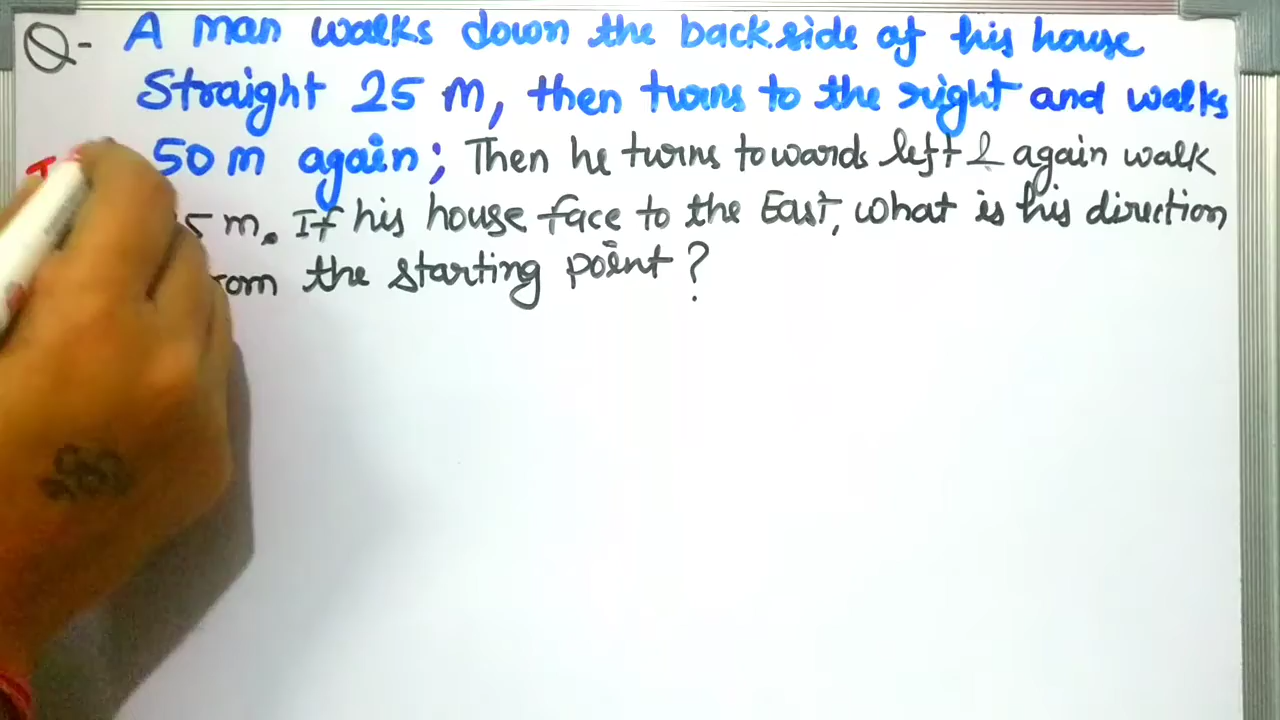 Q- A man walks down the back side of his house
Straight 25 M, then turns to the right and walks
50 m again; Then he turns towards left & again walk
5 m. If his house face to the East, what is his direction
the starting point?